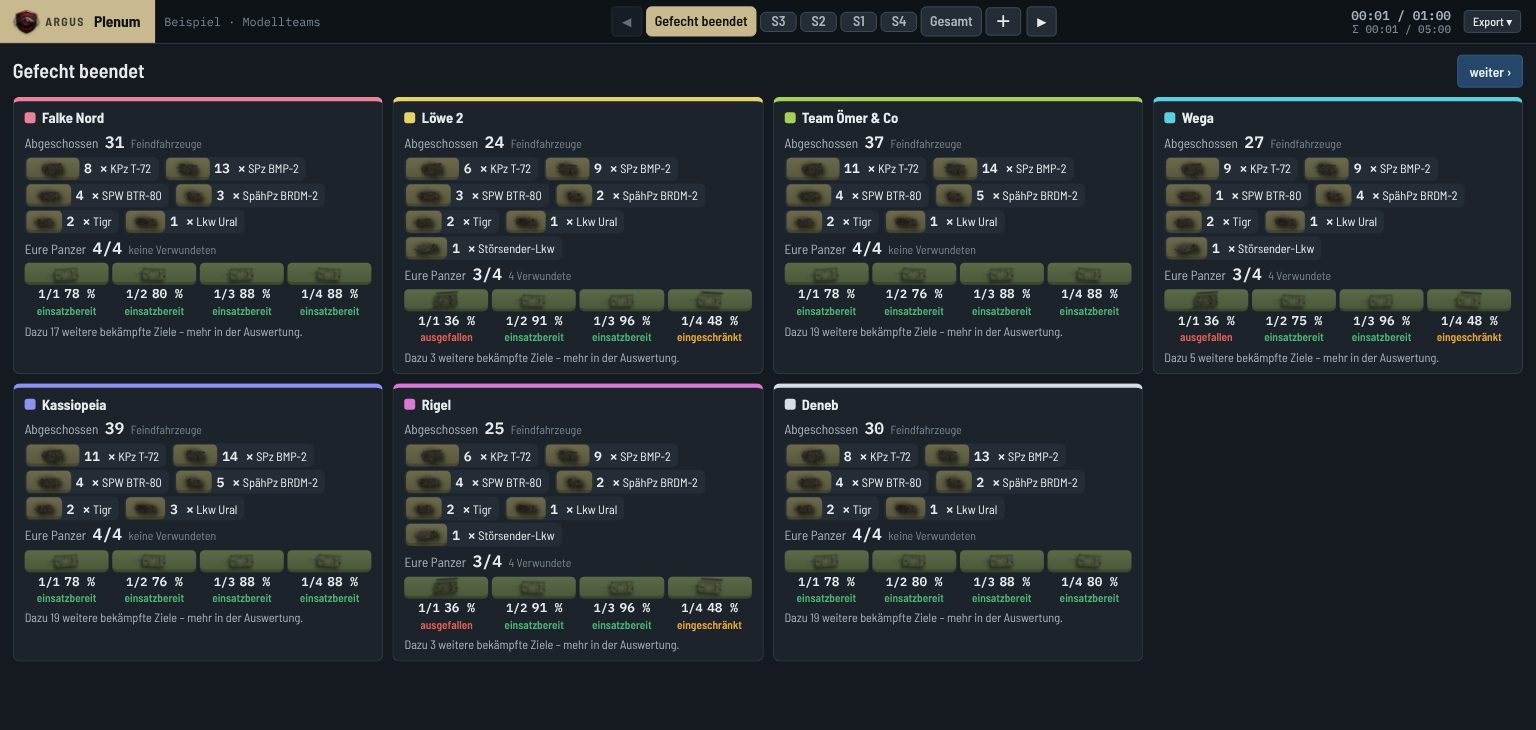 ARGUS Plenum Beispiel · Modellteams ◀ Gefecht beendet S3 S2 S1 S4 Gesamt + ▶ 00:01 / 01:00 Export ▾
Σ 00:01 / 05:00
Gefecht beendet weiter ›
Falke Nord
Abgeschossen 31 Feindfahrzeuge
8 × KPz T-72 13 × SPz BMP-2
4 × SPW BTR-80 3 × SpähPz BRDM-2
2 × Tigr 1 × Lkw Ural
Eure Panzer 4/4 keine Verwundeten
1/1 78 % 1/2 80 % 1/3 88 % 1/4 88 %
einsatzbereit einsatzbereit einsatzbereit einsatzbereit
Dazu 17 weitere bekämpfte Ziele – mehr in der Auswertung.
Löwe 2
Abgeschossen 24 Feindfahrzeuge
6 × KPz T-72 9 × SPz BMP-2
3 × SPW BTR-80 2 × SpähPz BRDM-2
2 × Tigr 1 × Lkw Ural
1 × Störsender-Lkw
Eure Panzer 3/4 4 Verwundete
1/1 36 % 1/2 91 % 1/3 96 % 1/4 48 %
ausgefallen einsatzbereit einsatzbereit eingeschränkt
Dazu 3 weitere bekämpfte Ziele – mehr in der Auswertung.
Team Ömer & Co
Abgeschossen 37 Feindfahrzeuge
11 × KPz T-72 14 × SPz BMP-2
4 × SPW BTR-80 5 × SpähPz BRDM-2
2 × Tigr 1 × Lkw Ural
Eure Panzer 4/4 keine Verwundeten
1/1 78 % 1/2 76 % 1/3 88 % 1/4 88 %
einsatzbereit einsatzbereit einsatzbereit einsatzbereit
Dazu 19 weitere bekämpfte Ziele – mehr in der Auswertung.
Wega
Abgeschossen 27 Feindfahrzeuge
9 × KPz T-72 9 × SPz BMP-2
1 × SPW BTR-80 4 × SpähPz BRDM-2
2 × Tigr 1 × Lkw Ural
1 × Störsender-Lkw
Eure Panzer 3/4 4 Verwundete
1/1 36 % 1/2 75 % 1/3 96 % 1/4 48 %
ausgefallen einsatzbereit einsatzbereit eingeschränkt
Dazu 5 weitere bekämpfte Ziele – mehr in der Auswertung.
Kassiopeia
Abgeschossen 39 Feindfahrzeuge
11 × KPz T-72 14 × SPz BMP-2
4 × SPW BTR-80 5 × SpähPz BRDM-2
2 × Tigr 3 × Lkw Ural
Eure Panzer 4/4 keine Verwundeten
1/1 78 % 1/2 76 % 1/3 88 % 1/4 88 %
einsatzbereit einsatzbereit einsatzbereit einsatzbereit
Dazu 19 weitere bekämpfte Ziele – mehr in der Auswertung.
Rigel
Abgeschossen 25 Feindfahrzeuge
6 × KPz T-72 9 × SPz BMP-2
4 × SPW BTR-80 2 × SpähPz BRDM-2
2 × Tigr 1 × Lkw Ural
1 × Störsender-Lkw
Eure Panzer 3/4 4 Verwundete
1/1 36 % 1/2 91 % 1/3 96 % 1/4 48 %
ausgefallen einsatzbereit einsatzbereit eingeschränkt
Dazu 3 weitere bekämpfte Ziele – mehr in der Auswertung.
Deneb
Abgeschossen 30 Feindfahrzeuge
8 × KPz T-72 13 × SPz BMP-2
4 × SPW BTR-80 2 × SpähPz BRDM-2
2 × Tigr 1 × Lkw Ural
Eure Panzer 4/4 keine Verwundeten
1/1 78 % 1/2 80 % 1/3 88 % 1/4 80 %
einsatzbereit einsatzbereit einsatzbereit einsatzbereit
Dazu 19 weitere bekämpfte Ziele – mehr in der Auswertung.